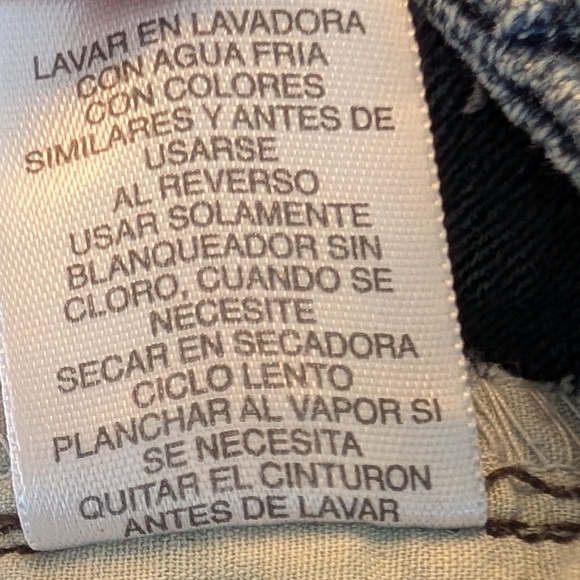 LAVAR EN LAVADORA
CON AGUA FRIA
CON COLORES
SIMILARES Y ANTES DE
USARSE
AL REVERSO
USAR SOLAMENTE
BLANQUEADOR SIN
CLORO, CUANDO SE
NECESITE
SECAR EN SECADORA
CICLO LENTO
PLANCHAR AL VAPOR SI
SE NECESITA
QUITAR EL CINTURON
ANTES DE LAVAR